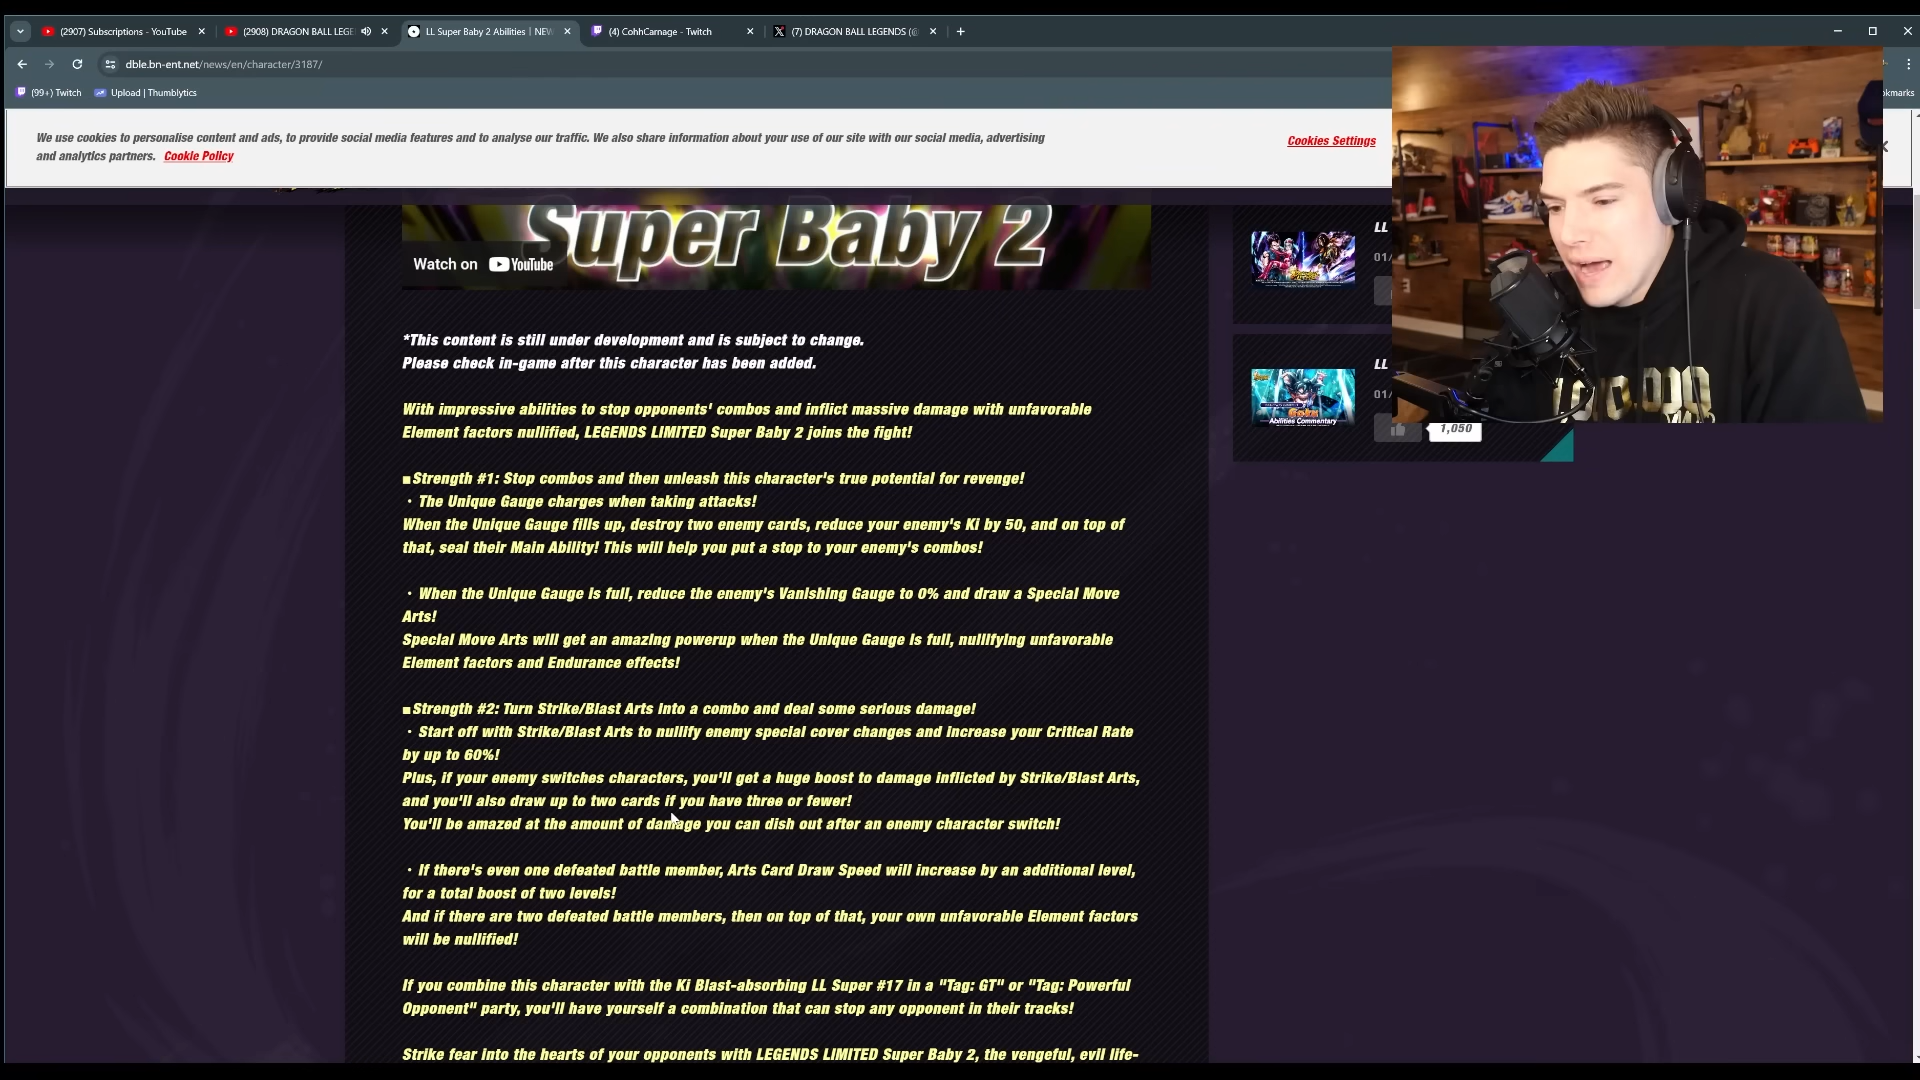 (2907) Subscriptions - YouTube
(2908) DRAGON BALL LEGE
LL Super Baby 2 Abilities | NEW
(4) CohhCarnage - Twitch
(7) DRAGON BALL LEGENDS (@
dble.bn-ent.net/news/en/character/3187/
(99+) Twitch
Upload | Thumblytics
okmarks
We use cookies to personalise content and ads, to provide social media features and to analyse our traffic. We also share information about your use of our site with our social media, advertising
and analytics partners. Cookie Policy
Cookies Settings
Super Baby 2
Watch on YouTube
LL
01/
LL
01/
Goku
Abilities Commentary
1,050
*This content is still under development and is subject to change.
Please check in-game after this character has been added.
With impressive abilities to stop opponents' combos and inflict massive damage with unfavorable
Element factors nullified, LEGENDS LIMITED Super Baby 2 joins the fight!
■Strength #1: Stop combos and then unleash this character's true potential for revenge!
・The Unique Gauge charges when taking attacks!
When the Unique Gauge fills up, destroy two enemy cards, reduce your enemy's Ki by 50, and on top of
that, seal their Main Ability! This will help you put a stop to your enemy's combos!
・When the Unique Gauge is full, reduce the enemy's Vanishing Gauge to 0% and draw a Special Move
Arts!
Special Move Arts will get an amazing powerup when the Unique Gauge is full, nullifying unfavorable
Element factors and Endurance effects!
■Strength #2: Turn Strike/Blast Arts into a combo and deal some serious damage!
・Start off with Strike/Blast Arts to nullify enemy special cover changes and increase your Critical Rate
by up to 60%!
Plus, if your enemy switches characters, you'll get a huge boost to damage inflicted by Strike/Blast Arts,
and you'll also draw up to two cards if you have three or fewer!
You'll be amazed at the amount of damage you can dish out after an enemy character switch!
・If there's even one defeated battle member, Arts Card Draw Speed will increase by an additional level,
for a total boost of two levels!
And if there are two defeated battle members, then on top of that, your own unfavorable Element factors
will be nullified!
If you combine this character with the Ki Blast-absorbing LL Super #17 in a "Tag: GT" or "Tag: Powerful
Opponent" party, you'll have yourself a combination that can stop any opponent in their tracks!
Strike fear into the hearts of your opponents with LEGENDS LIMITED Super Baby 2, the vengeful, evil life-